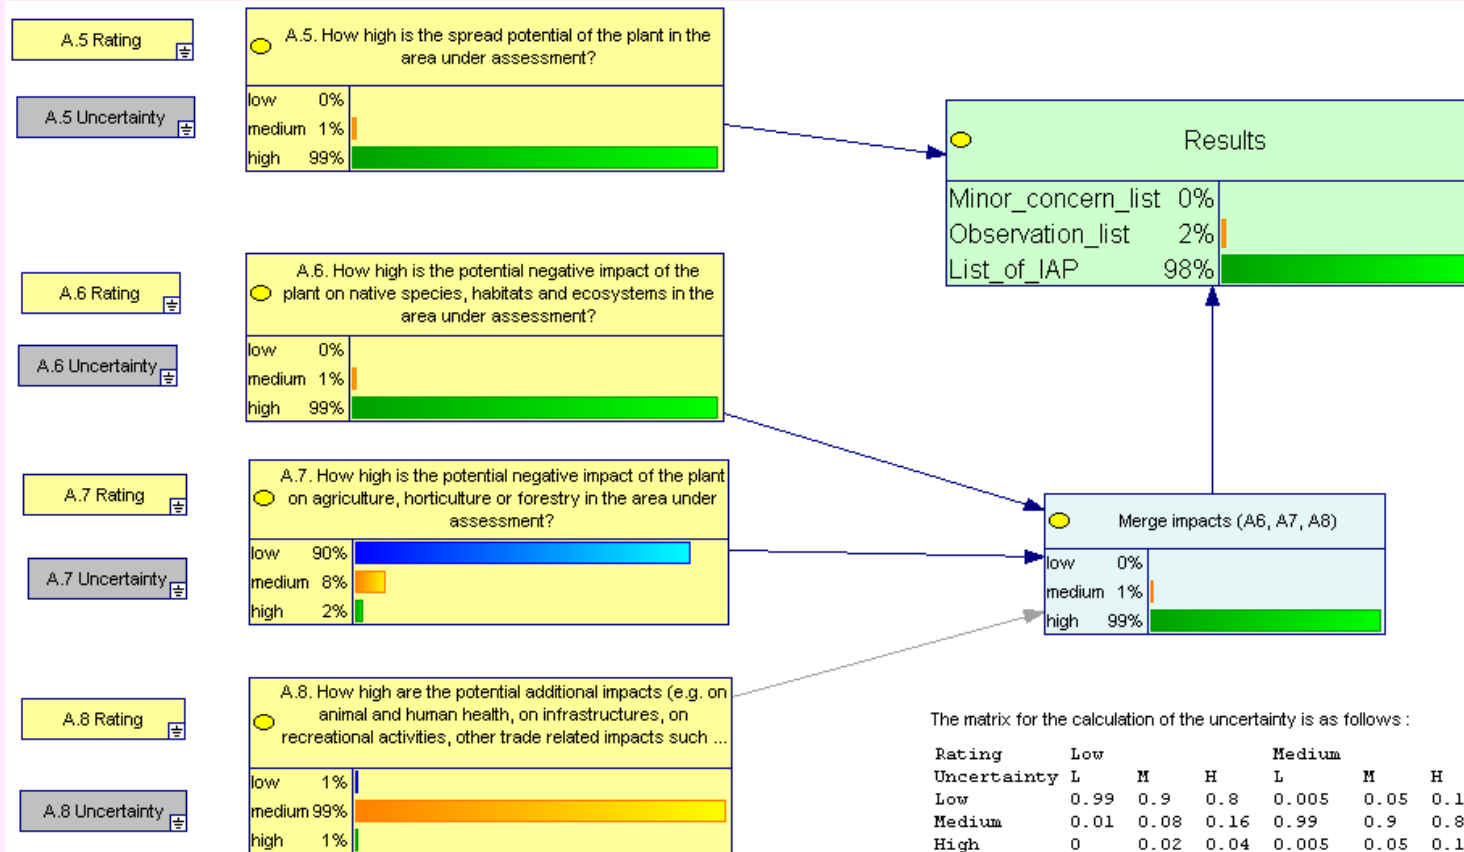 A.5 Rating
A.5 Uncertainty
A.5. How high is the spread potential of the plant in the
area under assessment?
low 0%
medium 1%
high 99%
Results
Minor_concern_list 0%
Observation_list 2%
List_of_IAP 98%
A.6 Rating
A.6 Uncertainty
A.6. How high is the potential negative impact of the
plant on native species, habitats and ecosystems in the
area under assessment?
low 0%
medium 1%
high 99%
A.7 Rating
A.7 Uncertainty
A.7. How high is the potential negative impact of the plant
on agriculture, horticulture or forestry in the area under
assessment?
low 90%
medium 8%
high 2%
Merge impacts (A6, A7, A8)
low 0%
medium 1%
high 99%
A.8 Rating
A.8 Uncertainty
A.8. How high are the potential additional impacts (e.g. on
animal and human health, on infrastructures, on
recreational activities, other trade related impacts such ...
low 1%
medium 99%
high 1%
The matrix for the calculation of the uncertainty is as follows :
Rating Low Medium
Uncertainty L M H L M H
Low 0.99 0.9 0.8 0.005 0.05 0.1
Medium 0.01 0.08 0.16 0.99 0.9 0.8
High 0 0.02 0.04 0.005 0.05 0.1